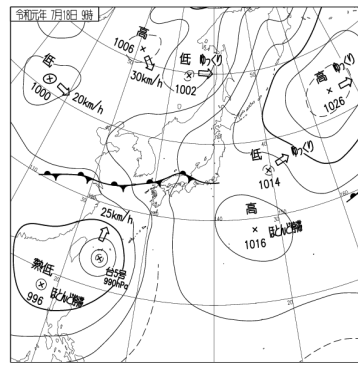 令和元年 7月18日 9時
高
1006
30km/h
低
ゆっくり
1002
低
1000
20km/h
高
ゆっくり
1026
低
ゆっくり
1014
高
1016
ほとんど停滞
25km/h
台5号
990hPa
熱低
996
ほとんど停滞